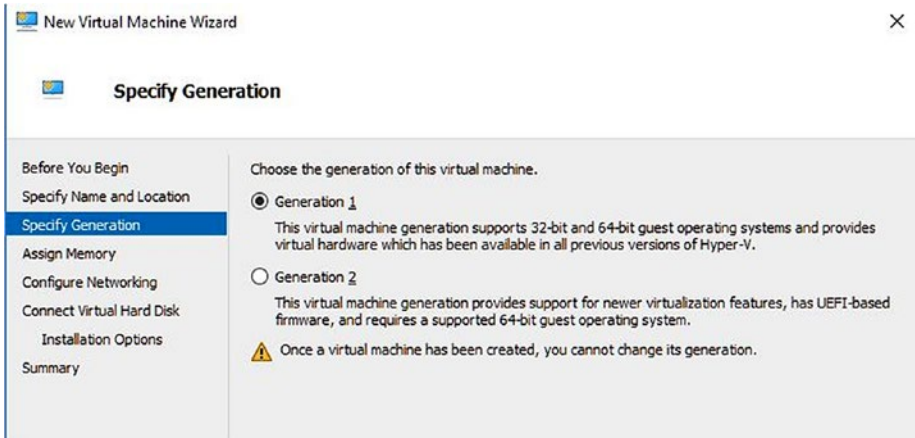 New Virtual Machine Wizard
Specify Generation
Before You Begin
Specify Name and Location
Specify Generation
Assign Memory
Configure Networking
Connect Virtual Hard Disk
Installation Options
Summary
Choose the generation of this virtual machine.
Generation 1
This virtual machine generation supports 32-bit and 64-bit guest operating systems and provides
virtual hardware which has been available in all previous versions of Hyper-V.
Generation 2
This virtual machine generation provides support for newer virtualization features, has UEFI-based
firmware, and requires a supported 64-bit guest operating system.
Once a virtual machine has been created, you cannot change its generation.